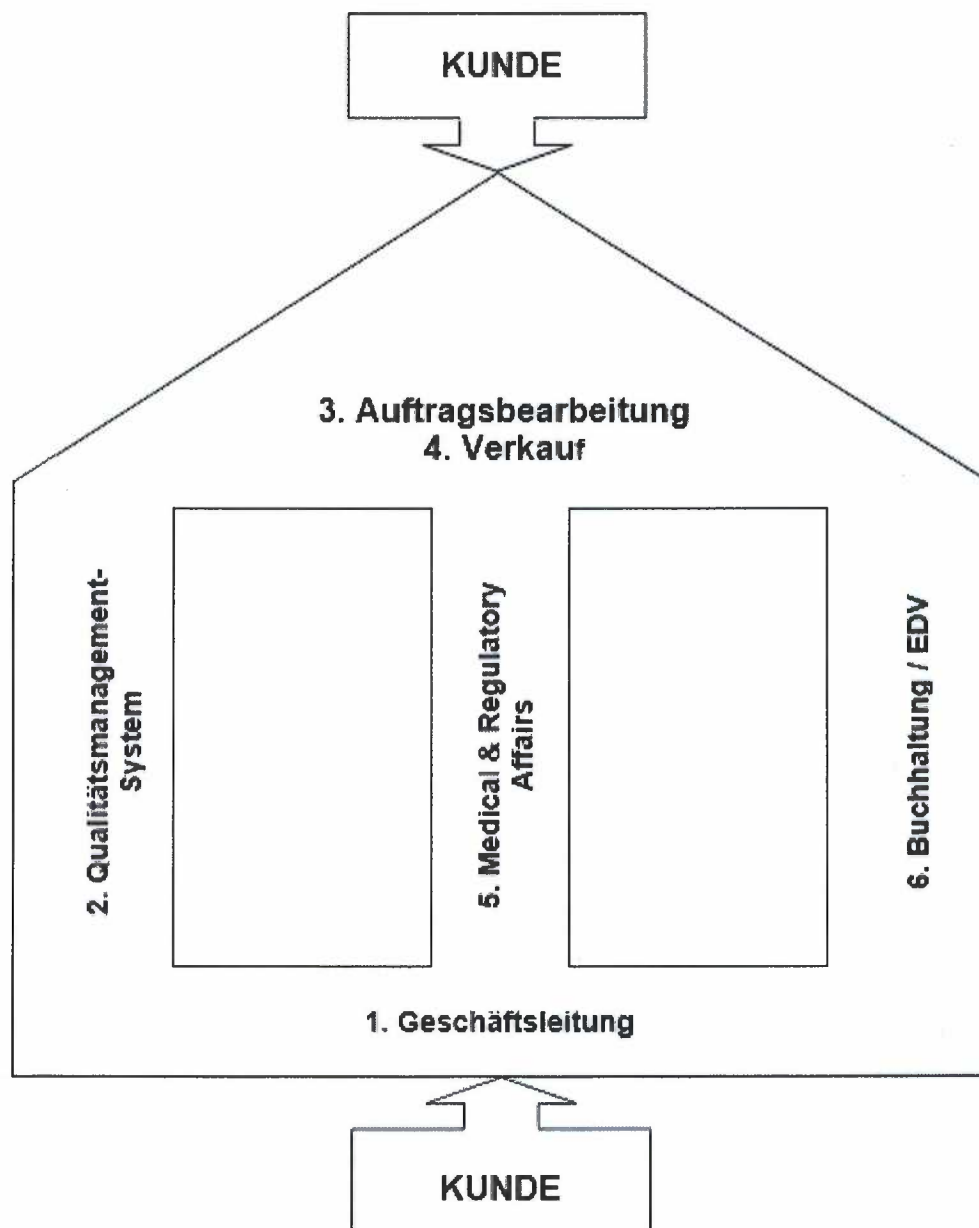 KUNDE
3. Auftragsbearbeitung
4. Verkauf
2. Qualitätsmanagement-
System
5. Medical & Regulatory
Affairs
6. Buchhaltung / EDV
1. Geschäftsleitung
KUNDE